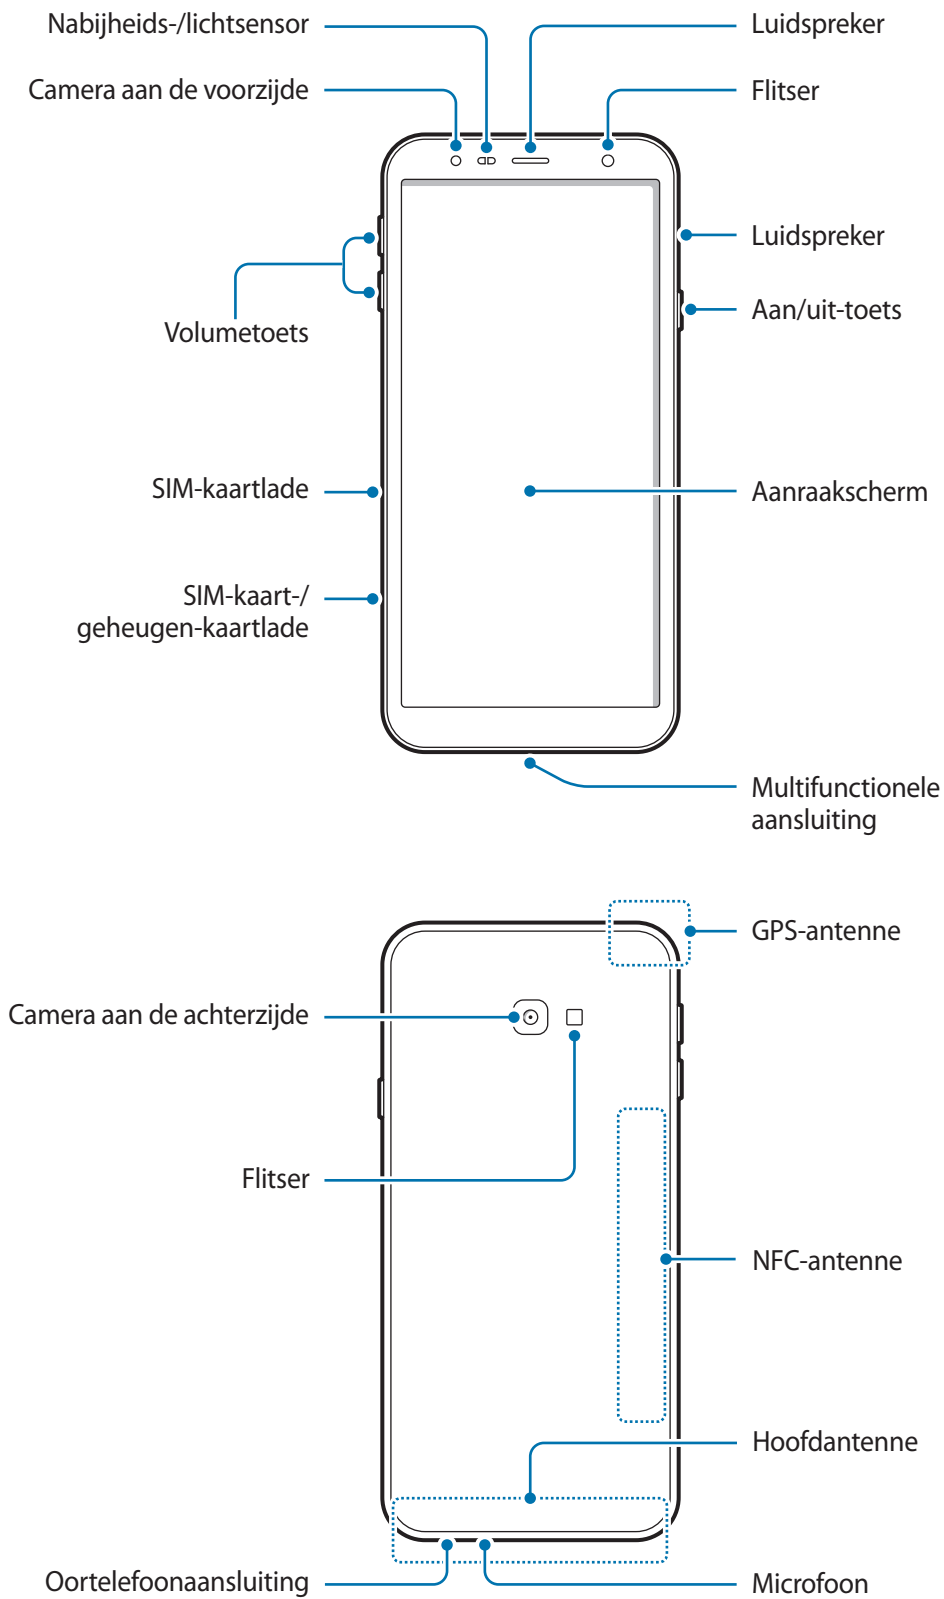 Nabijheids-/lichtsensor
Luidspreker
Camera aan de voorzijde
Flitser
Luidspreker
Aan/uit-toets
Volumetoets
SIM-kaartlade
Aanraakscherm
SIM-kaart-/
geheugen-kaartlade
Multifunctionele
aansluiting
GPS-antenne
Camera aan de achterzijde
Flitser
NFC-antenne
Hoofdantenne
Oortelefoonaansluiting
Microfoon